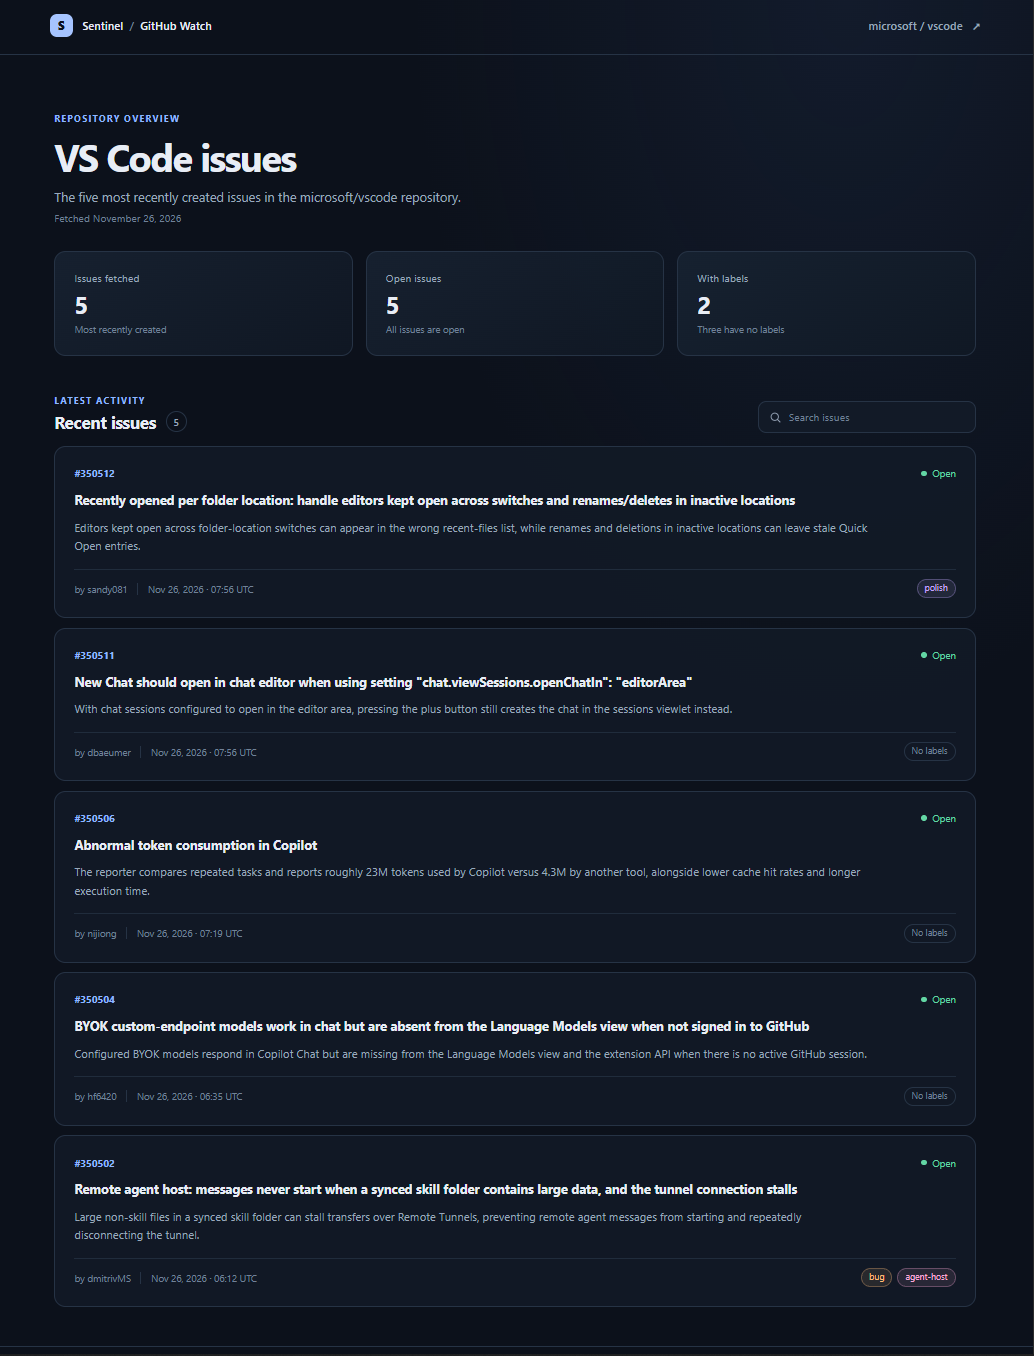 S Sentinel / GitHub Watch microsoft / vscode ↗
REPOSITORY OVERVIEW
VS Code issues
The five most recently created issues in the microsoft/vscode repository.
Fetched November 26, 2026
Issues fetched
5
Most recently created
Open issues
5
All issues are open
With labels
2
Three have no labels
LATEST ACTIVITY
Recent issues 5
Search issues
#350512 Open
Recently opened per folder location: handle editors kept open across switches and renames/deletes in inactive locations
Editors kept open across folder-location switches can appear in the wrong recent-files list, while renames and deletions in inactive locations can leave stale Quick
Open entries.
by sandy081 Nov 26, 2026 · 07:56 UTC polish
#350511 Open
New Chat should open in chat editor when using setting "chat.viewSessions.openChatIn": "editorArea"
With chat sessions configured to open in the editor area, pressing the plus button still creates the chat in the sessions viewlet instead.
by dbaeumer Nov 26, 2026 · 07:56 UTC No labels
#350506 Open
Abnormal token consumption in Copilot
The reporter compares repeated tasks and reports roughly 23M tokens used by Copilot versus 4.3M by another tool, alongside lower cache hit rates and longer
execution time.
by nijiong Nov 26, 2026 · 07:19 UTC No labels
#350504 Open
BYOK custom-endpoint models work in chat but are absent from the Language Models view when not signed in to GitHub
Configured BYOK models respond in Copilot Chat but are missing from the Language Models view and the extension API when there is no active GitHub session.
by hf6420 Nov 26, 2026 · 06:35 UTC No labels
#350502 Open
Remote agent host: messages never start when a synced skill folder contains large data, and the tunnel connection stalls
Large non-skill files in a synced skill folder can stall transfers over Remote Tunnels, preventing remote agent messages from starting and repeatedly
disconnecting the tunnel.
by dmitrivMS Nov 26, 2026 · 06:12 UTC bug agent-host